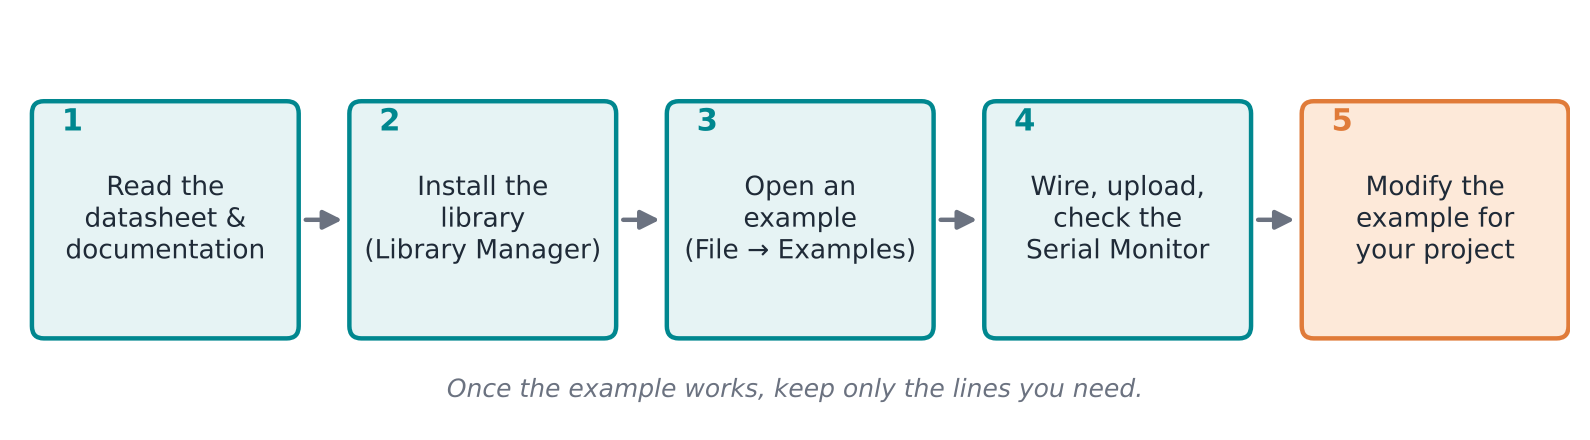 1
Read the
datasheet &
documentation
2
Install the
library
(Library Manager)
3
Open an
example
(File → Examples)
4
Wire, upload,
check the
Serial Monitor
5
Modify the
example for
your project
Once the example works, keep only the lines you need.